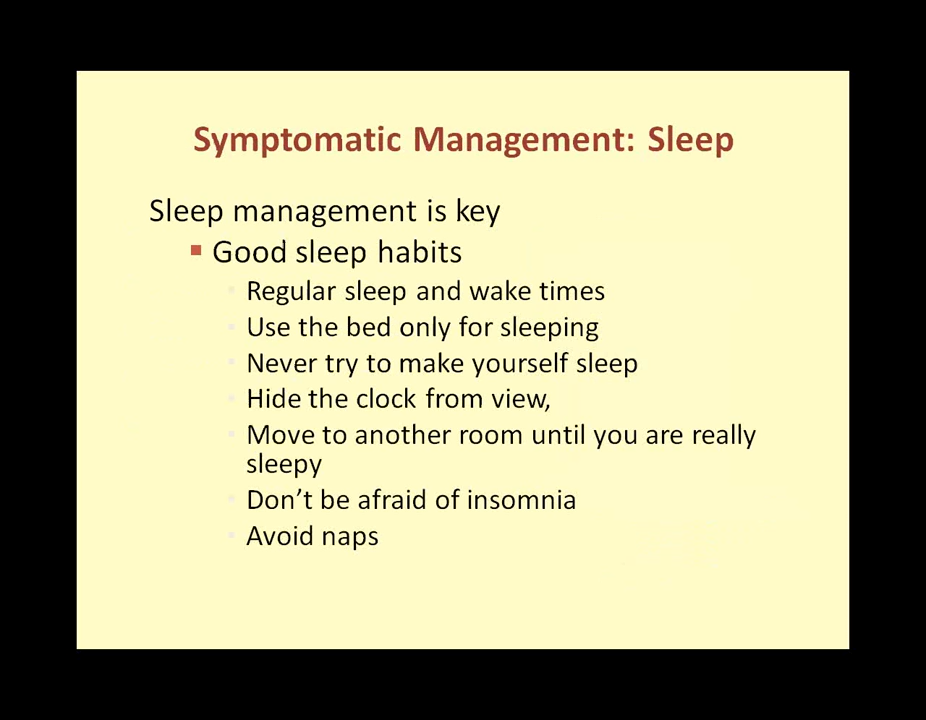 Symptomatic Management: Sleep
Sleep management is key
Good sleep habits
Regular sleep and wake times
Use the bed only for sleeping
Never try to make yourself sleep
Hide the clock from view,
Move to another room until you are really
sleepy
Don’t be afraid of insomnia
Avoid naps